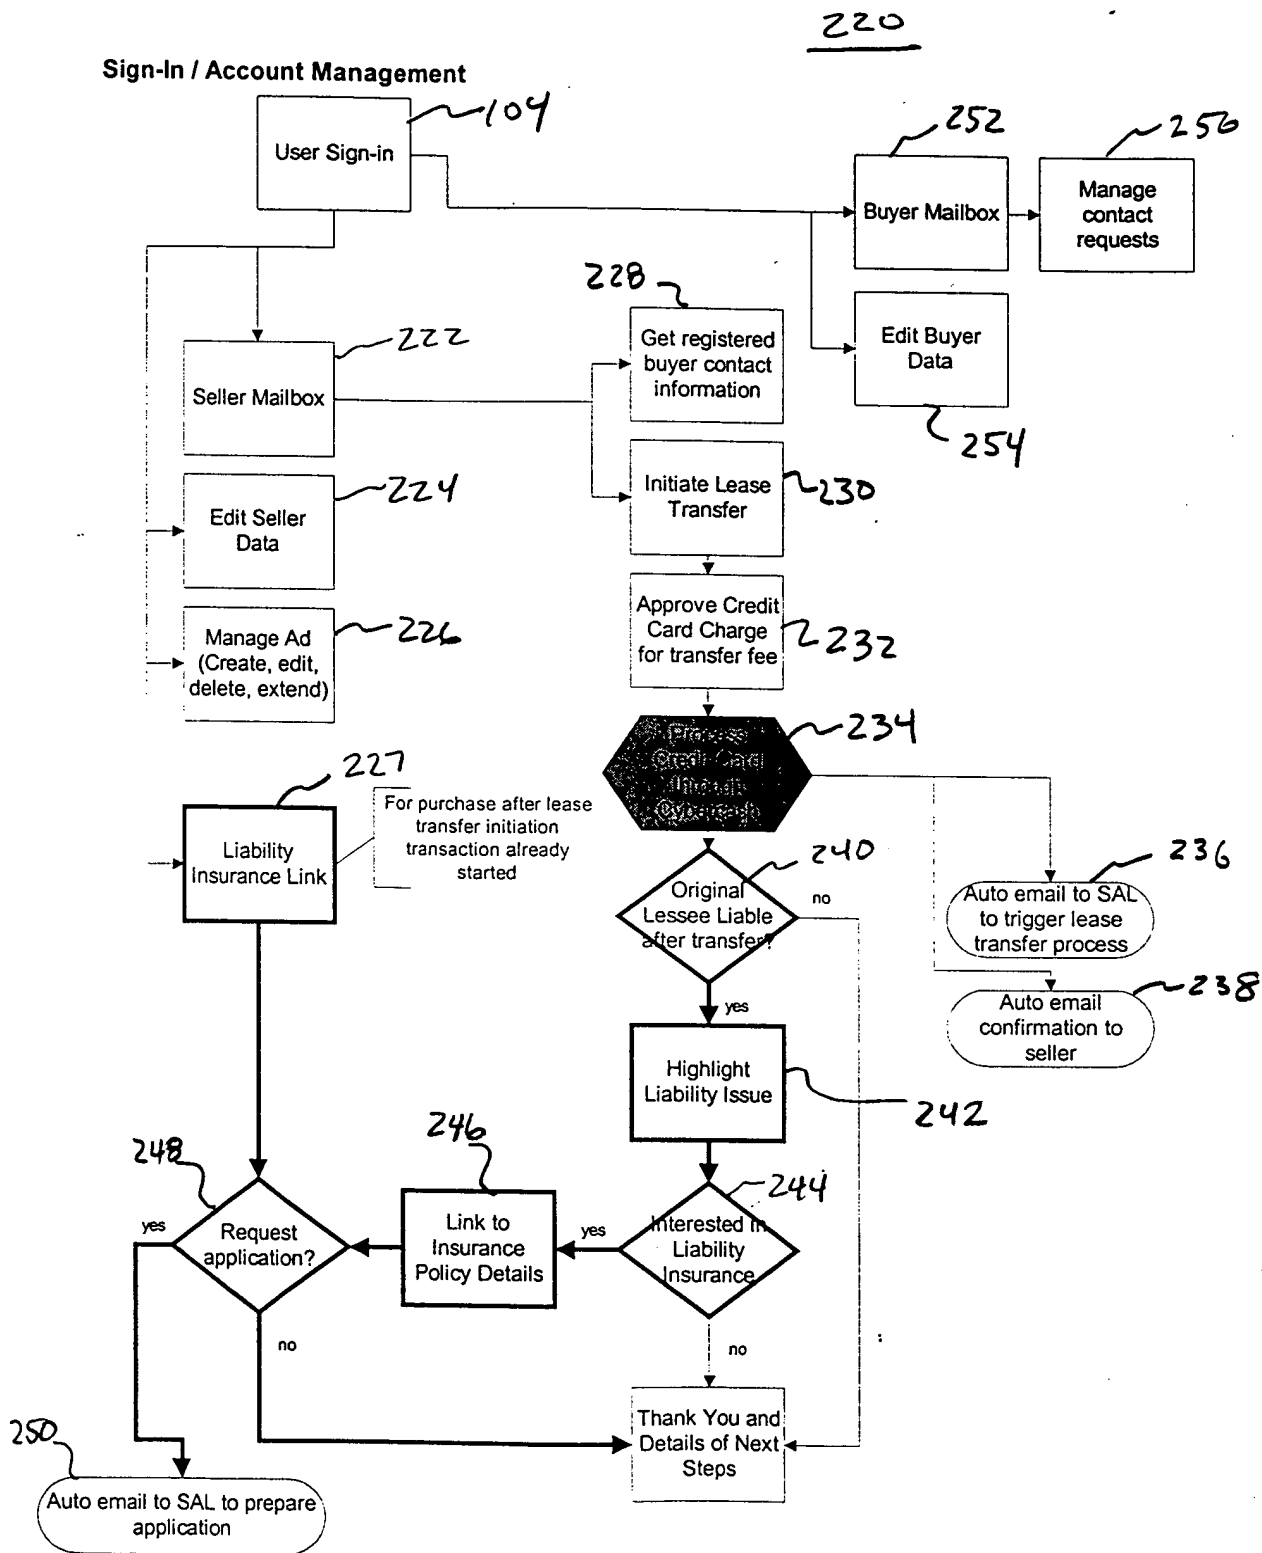 220
Sign-In / Account Management
104
User Sign-in
252
256
Buyer Mailbox
Manage
contact
requests
228
222
Get registered
buyer contact
information
Edit Buyer
Data
254
Seller Mailbox
224
Edit Seller
Data
Initiate Lease
Transfer
230
226
Manage Ad
(Create, edit,
delete, extend)
Approve Credit
Card Charge
for transfer fee
232
234
Process
Credit Card
through
Cybercash
227
Liability
Insurance Link
For purchase after lease
transfer initiation
transaction already
started
240
Original
Lessee Liable
after transfer?
no
yes
236
Auto email to SAL
to trigger lease
transfer process
238
Auto email
confirmation to
seller
Highlight
Liability Issue
242
246
248
244
yes
Request
application?
Link to
Insurance
Policy Details
yes
Interested in
Liability
Insurance
no
no
Thank You and
Details of Next
Steps
250
Auto email to SAL to prepare
application